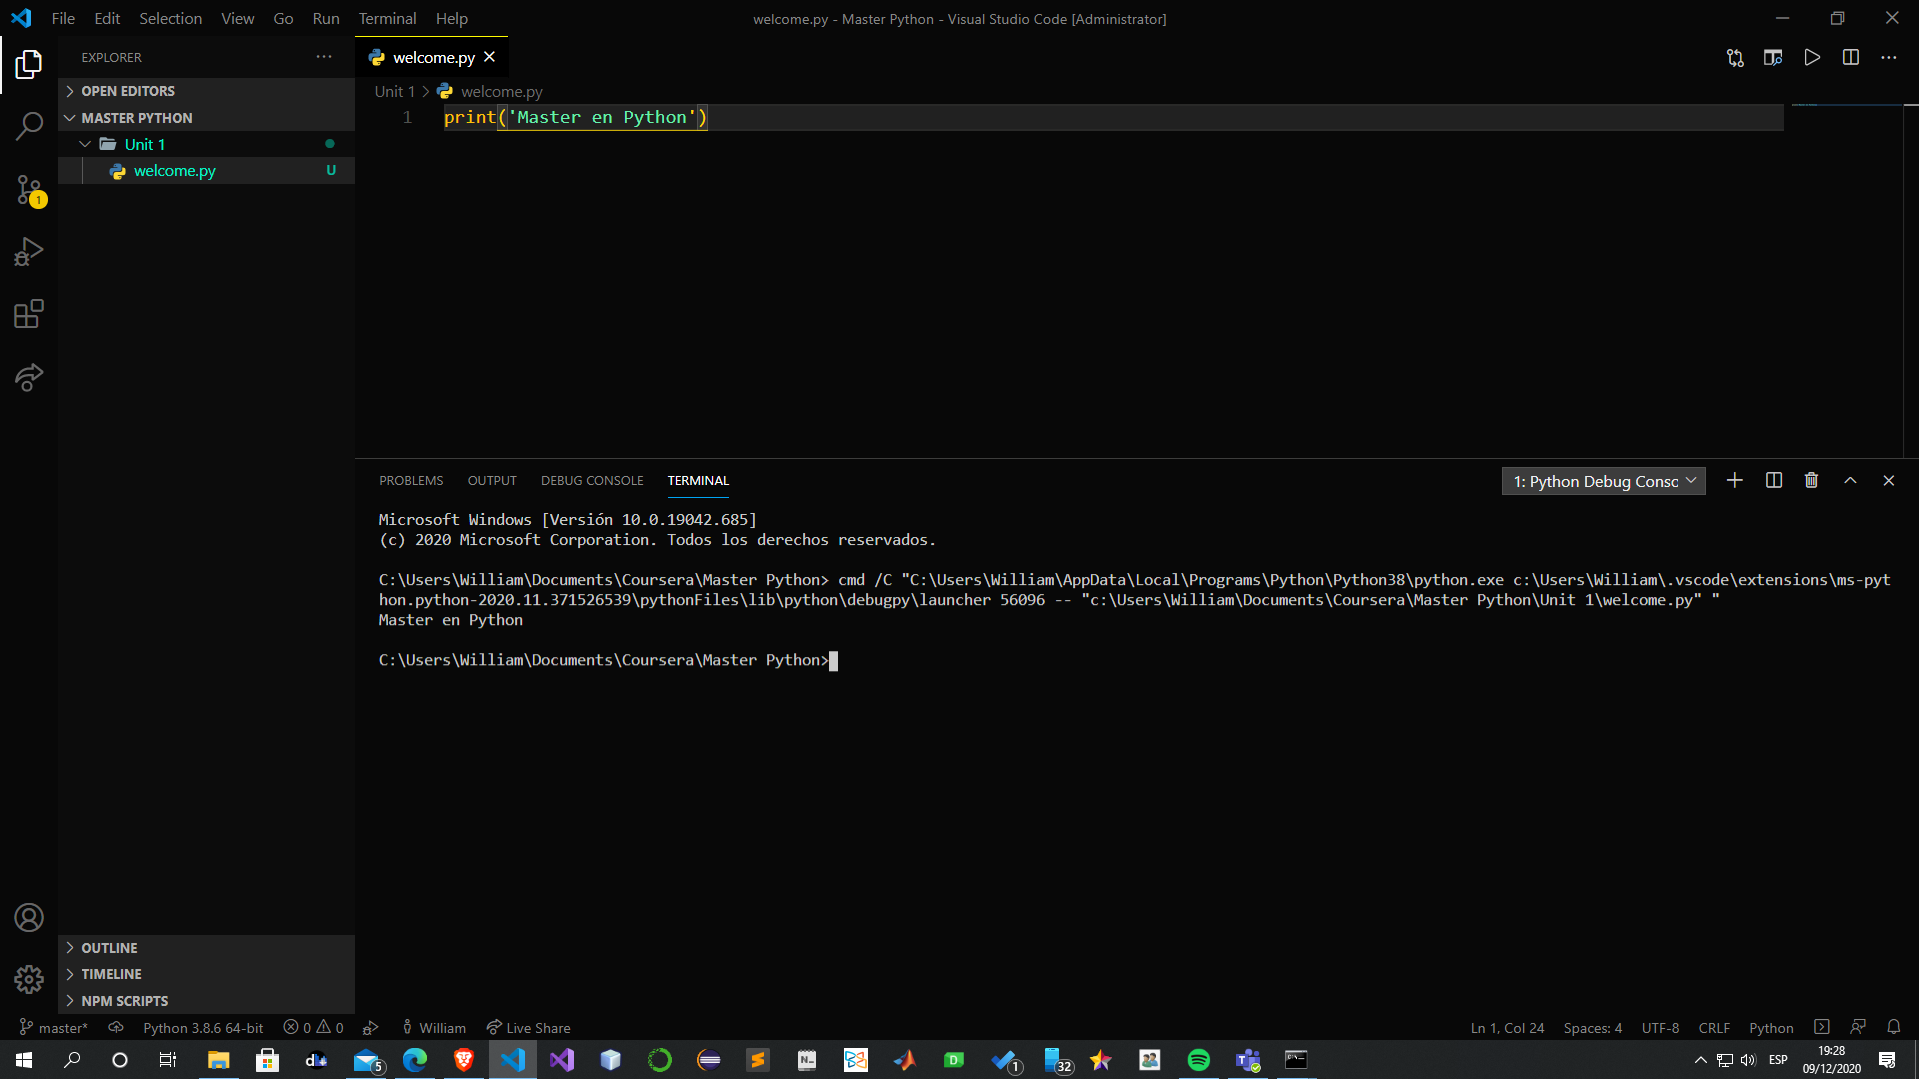 File Edit Selection View Go Run Terminal Help
welcome.py - Master Python - Visual Studio Code [Administrator]
EXPLORER
OPEN EDITORS
MASTER PYTHON
Unit 1
welcome.py U
1
welcome.py
Unit 1 > welcome.py
1 print('Master en Python')
PROBLEMS OUTPUT DEBUG CONSOLE TERMINAL
1: Python Debug Consc
Microsoft Windows [Versión 10.0.19042.685]
(c) 2020 Microsoft Corporation. Todos los derechos reservados.
C:\Users\William\Documents\Coursera\Master Python> cmd /C "C:\Users\William\AppData\Local\Programs\Python\Python38\python.exe c:\Users\William\.vscode\extensions\ms-pyt
hon.python-2020.11.371526539\pythonFiles\lib\python\debugpy\launcher 56096 -- "c:\Users\William\Documents\Coursera\Master Python\Unit 1\welcome.py" "
Master en Python
C:\Users\William\Documents\Coursera\Master Python>
OUTLINE
TIMELINE
NPM SCRIPTS
master* Python 3.8.6 64-bit 0 0 William Live Share
Ln 1, Col 24 Spaces: 4 UTF-8 CRLF Python
5 N 1 32
D
ESP
19:28
09/12/2020